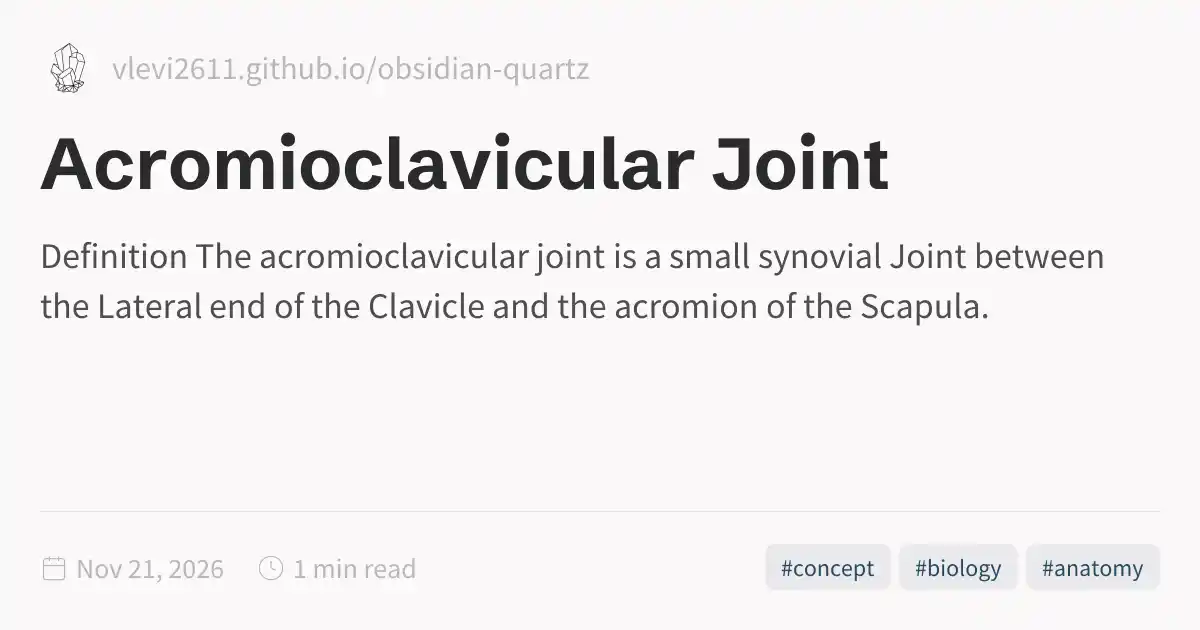 vlevi2611.github.io/obsidian-quartz
Acromioclavicular Joint
Definition The acromioclavicular joint is a small synovial Joint between
the Lateral end of the Clavicle and the acromion of the Scapula.
Nov 21, 2026 1 min read #concept #biology #anatomy